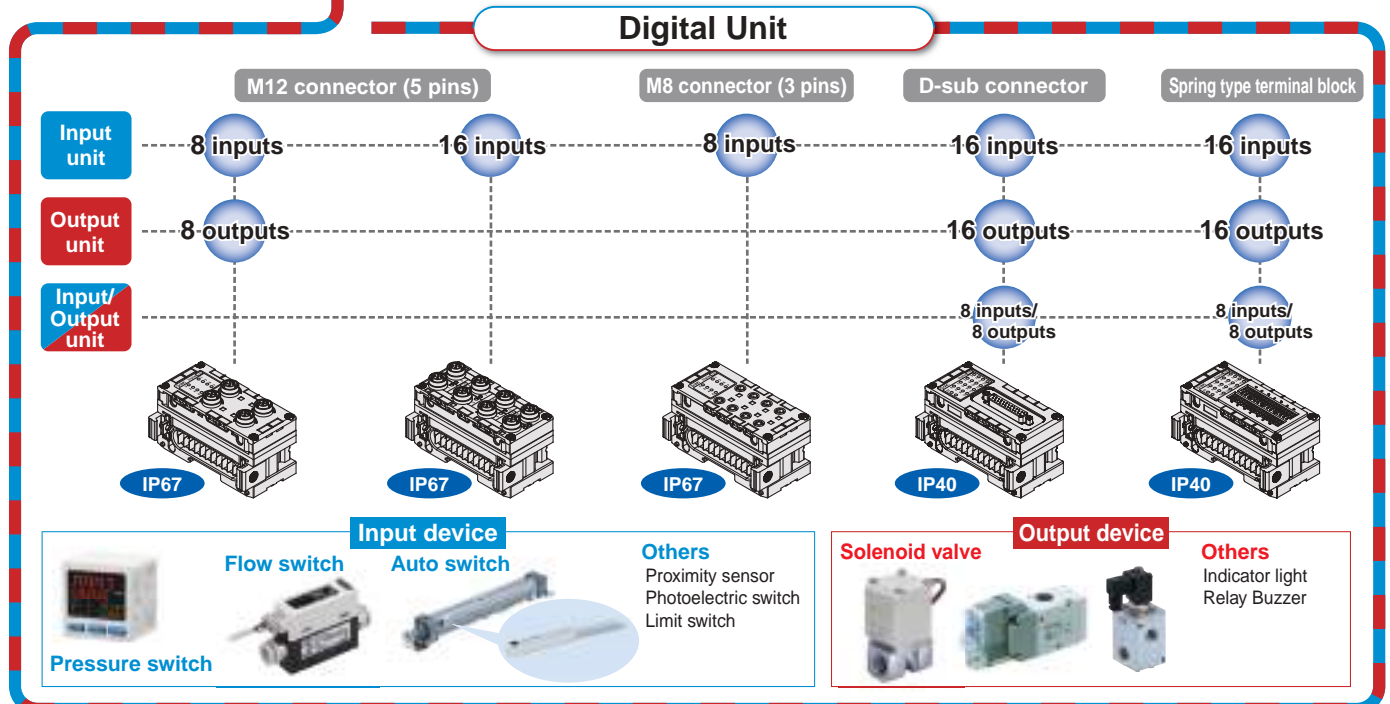 Digital Unit
M12 connector (5 pins)
M8 connector (3 pins)
D-sub connector
Spring type terminal block
Input
unit
8 inputs
16 inputs
8 inputs
16 inputs
16 inputs
Output
unit
8 outputs
16 outputs
16 outputs
Input/
Output
unit
8 inputs/
8 outputs
8 inputs/
8 outputs
IP67
IP67
IP67
IP40
IP40
Input device
Pressure switch
Flow switch
Auto switch
Others
Proximity sensor
Photoelectric switch
Limit switch
Output device
Solenoid valve
Others
Indicator light
Relay Buzzer